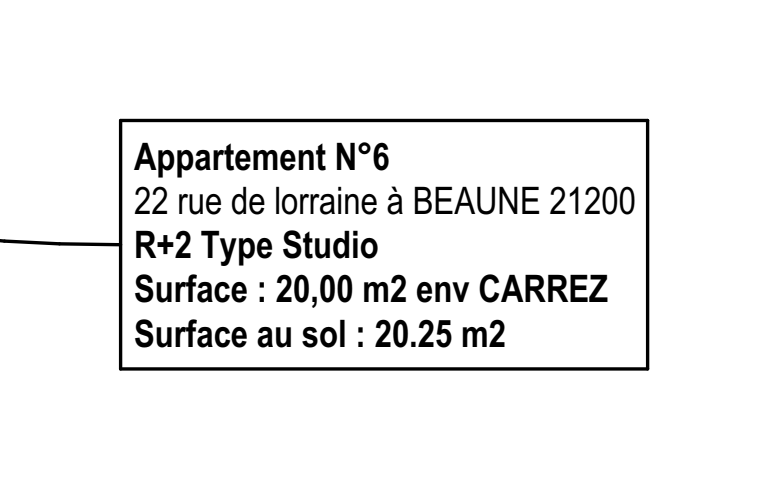 Appartement N°6
22 rue de lorraine à BEAUNE 21200
R+2 Type Studio
Surface : 20,00 m2 env CARREZ
Surface au sol : 20.25 m2